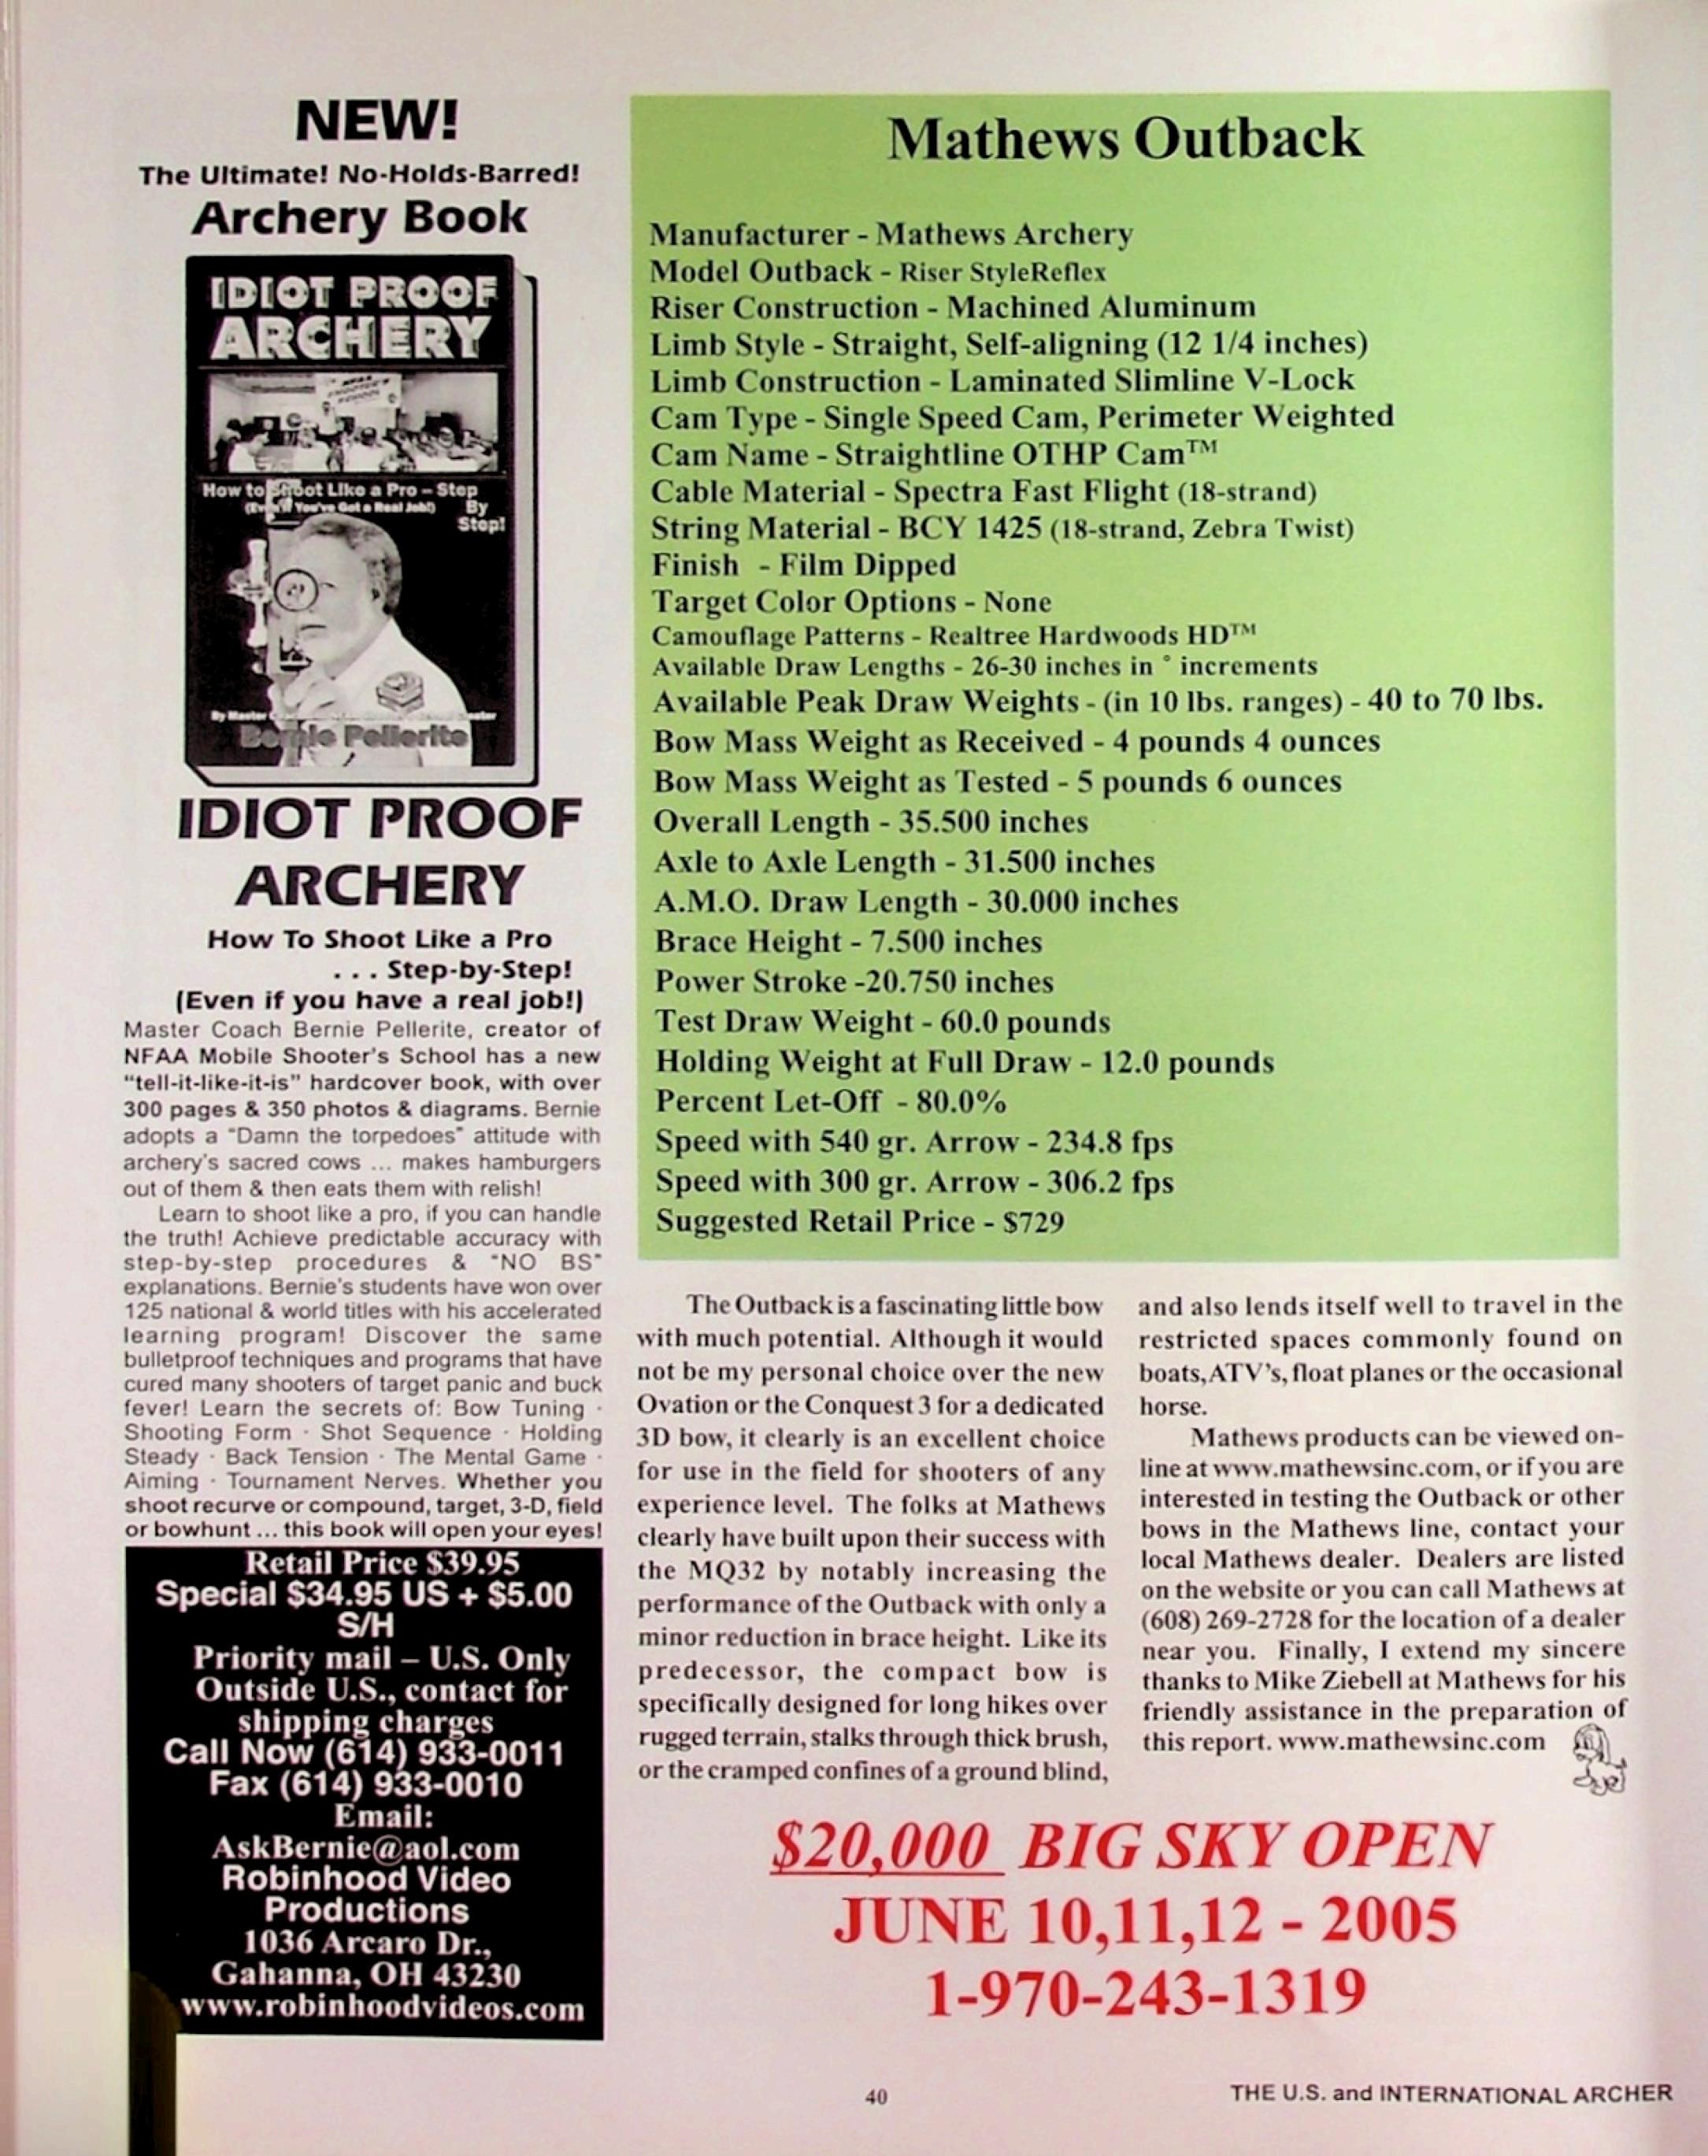 NEW!
The Ultimate! No-Holds-Barred!
Archery Book
IDIOT PROOF
ARCHERY
How to Shoot Like a Pro – Step
(Even if You've Got a Real Job!) By
Step!
Bernie Pellerite
IDIOT PROOF
ARCHERY
How To Shoot Like a Pro
. . . Step-by-Step!
(Even if you have a real job!)
Master Coach Bernie Pellerite, creator of
NFAA Mobile Shooter's School has a new
"tell-it-like-it-is" hardcover book, with over
300 pages & 350 photos & diagrams. Bernie
adopts a "Damn the torpedoes" attitude with
archery's sacred cows ... makes hamburgers
out of them & then eats them with relish!
Learn to shoot like a pro, if you can handle
the truth! Achieve predictable accuracy with
step-by-step procedures & "NO BS"
explanations. Bernie's students have won over
125 national & world titles with his accelerated
learning program! Discover the same
bulletproof techniques and programs that have
cured many shooters of target panic and buck
fever! Learn the secrets of: Bow Tuning ·
Shooting Form · Shot Sequence · Holding
Steady · Back Tension · The Mental Game ·
Aiming · Tournament Nerves. Whether you
shoot recurve or compound, target, 3-D, field
or bowhunt ... this book will open your eyes!
Retail Price $39.95
Special $34.95 US + $5.00
S/H
Priority mail – U.S. Only
Outside U.S., contact for
shipping charges
Call Now (614) 933-0011
Fax (614) 933-0010
Email:
AskBernie@aol.com
Robinhood Video
Productions
1036 Arcaro Dr.,
Gahanna, OH 43230
www.robinhoodvideos.com
Mathews Outback
Manufacturer - Mathews Archery
Model Outback - Riser StyleReflex
Riser Construction - Machined Aluminum
Limb Style - Straight, Self-aligning (12 1/4 inches)
Limb Construction - Laminated Slimline V-Lock
Cam Type - Single Speed Cam, Perimeter Weighted
Cam Name - Straightline OTHP Cam™
Cable Material - Spectra Fast Flight (18-strand)
String Material - BCY 1425 (18-strand, Zebra Twist)
Finish - Film Dipped
Target Color Options - None
Camouflage Patterns - Realtree Hardwoods HD™
Available Draw Lengths - 26-30 inches in ° increments
Available Peak Draw Weights - (in 10 lbs. ranges) - 40 to 70 lbs.
Bow Mass Weight as Received - 4 pounds 4 ounces
Bow Mass Weight as Tested - 5 pounds 6 ounces
Overall Length - 35.500 inches
Axle to Axle Length - 31.500 inches
A.M.O. Draw Length - 30.000 inches
Brace Height - 7.500 inches
Power Stroke -20.750 inches
Test Draw Weight - 60.0 pounds
Holding Weight at Full Draw - 12.0 pounds
Percent Let-Off - 80.0%
Speed with 540 gr. Arrow - 234.8 fps
Speed with 300 gr. Arrow - 306.2 fps
Suggested Retail Price - $729
The Outback is a fascinating little bow
with much potential. Although it would
not be my personal choice over the new
Ovation or the Conquest 3 for a dedicated
3D bow, it clearly is an excellent choice
for use in the field for shooters of any
experience level. The folks at Mathews
clearly have built upon their success with
the MQ32 by notably increasing the
performance of the Outback with only a
minor reduction in brace height. Like its
predecessor, the compact bow is
specifically designed for long hikes over
rugged terrain, stalks through thick brush,
or the cramped confines of a ground blind,
and also lends itself well to travel in the
restricted spaces commonly found on
boats, ATV's, float planes or the occasional
horse.
Mathews products can be viewed on-
line at www.mathewsinc.com, or if you are
interested in testing the Outback or other
bows in the Mathews line, contact your
local Mathews dealer. Dealers are listed
on the website or you can call Mathews at
(608) 269-2728 for the location of a dealer
near you. Finally, I extend my sincere
thanks to Mike Ziebell at Mathews for his
friendly assistance in the preparation of
this report. www.mathewsinc.com
$20,000 BIG SKY OPEN
JUNE 10,11,12 - 2005
1-970-243-1319
40
THE U.S. and INTERNATIONAL ARCHER